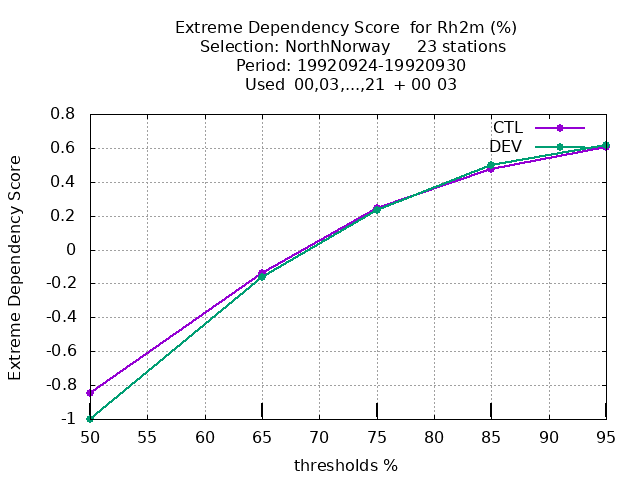 Extreme Dependency Score  for Rh2m (%)
Selection: NorthNorway     23 stations
Period: 19920924-19920930
Used  00,03,...,21  + 00 03
CTL
DEV
Extreme Dependency Score
0.8
0.6
0.4
0.2
0
-0.2
-0.4
-0.6
-0.8
-1
50 55 60 65 70 75 80 85 90 95
thresholds %